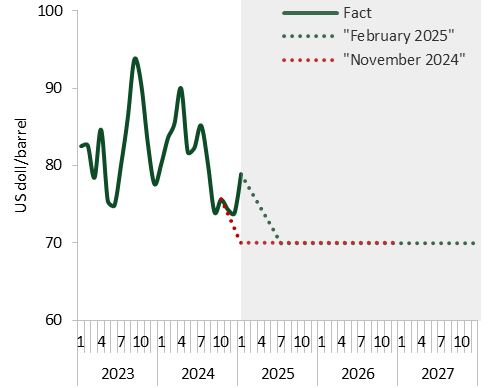 100
90
80
70
60
US doll/barrel
Fact
"February 2025"
"November 2024"
1 4 7 10 1 4 7 10 1 4 7 10 1 4 7 10 1 4 7 10
2023 2024 2025 2026 2027